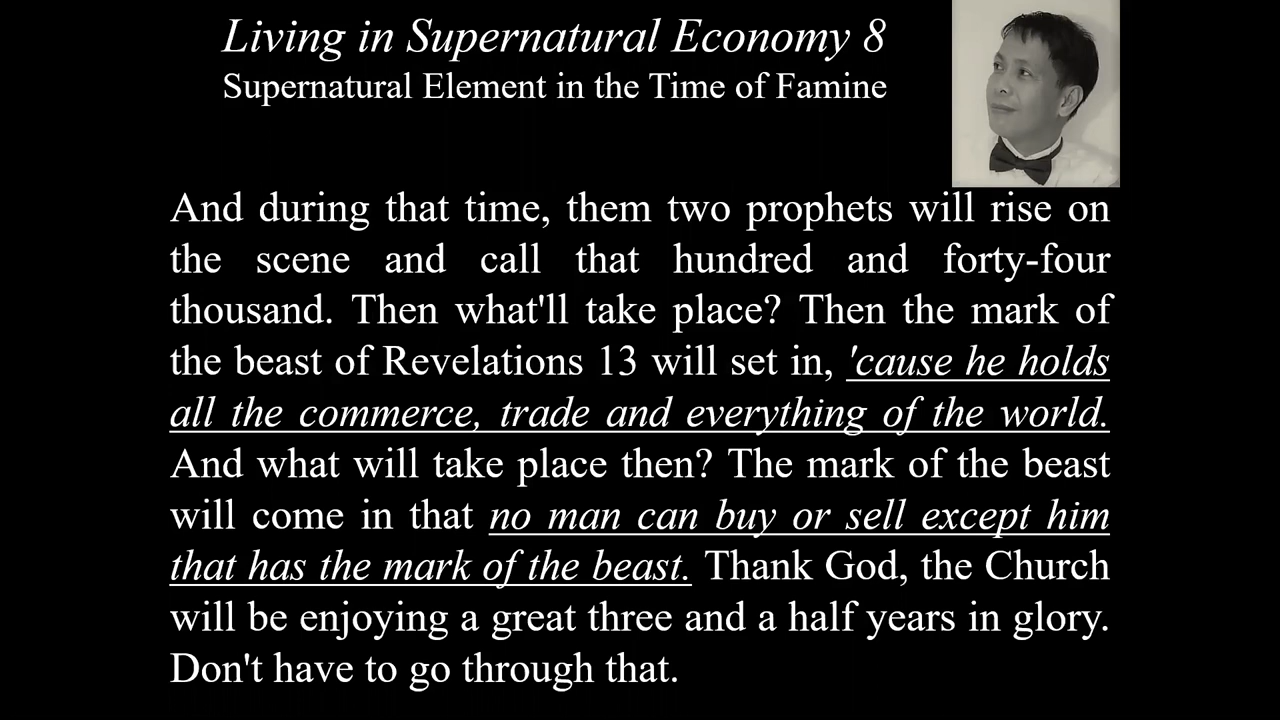 Living in Supernatural Economy 8
Supernatural Element in the Time of Famine
And during that time, them two prophets will rise on
the scene and call that hundred and forty-four
thousand. Then what'll take place? Then the mark of
the beast of Revelations 13 will set in, 'cause he holds
all the commerce, trade and everything of the world.
And what will take place then? The mark of the beast
will come in that no man can buy or sell except him
that has the mark of the beast. Thank God, the Church
will be enjoying a great three and a half years in glory.
Don't have to go through that.